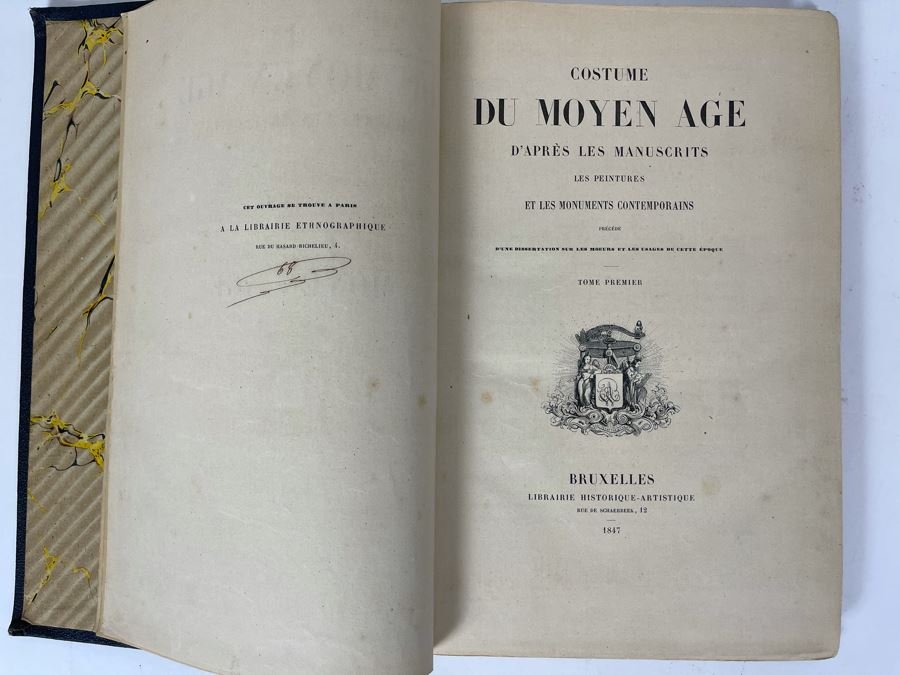 CET OUVRAGE SE TROUVE A PARIS
A LA LIBRAIRIE ETHNOGRAPHIQUE
RUE DU HASARD-RICHELIEU, 4.
68
COSTUME
DU MOYEN AGE
D'APRÈS LES MANUSCRITS
LES PEINTURES
ET LES MONUMENTS CONTEMPORAINS
PRÉCÉDÉ
D'UNE DISSERTATION SUR LES MOEURS ET LES USAGES DE CETTE ÉPOQUE
TOME PREMIER
BRUXELLES
LIBRAIRIE HISTORIQUE-ARTISTIQUE
RUE DE SCHAERBEEK, 12
1847